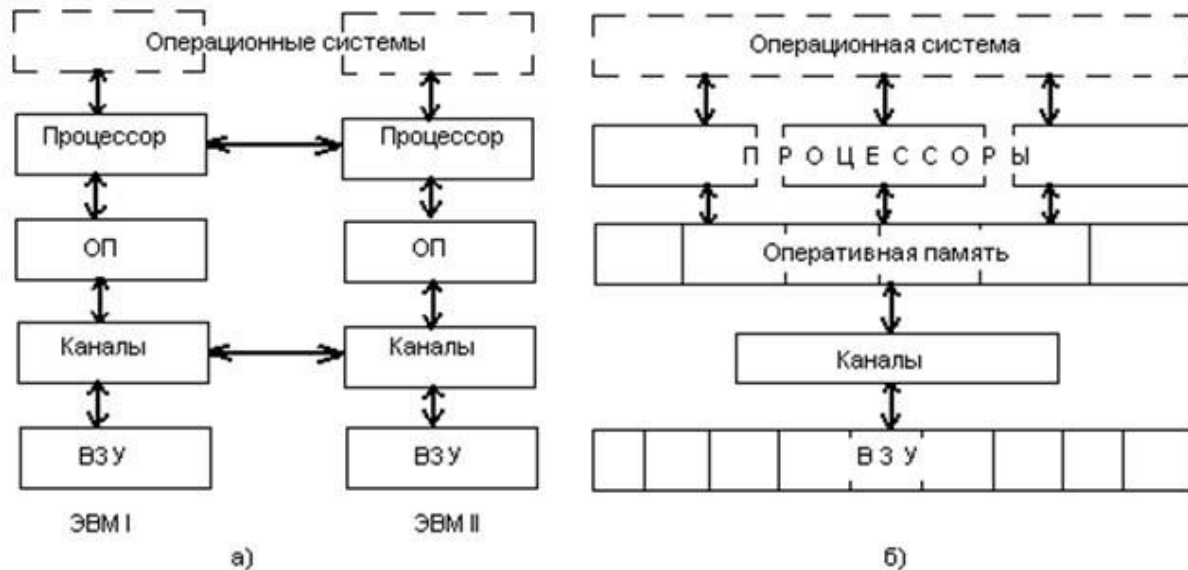 Операционные системы
Процессор
Процессор
ОП
ОП
Каналы
Каналы
ВЗУ
ВЗУ
ЭВМ I
ЭВМ II
а)
Операционная система
П Р О Ц Е С С О Р Ы
Оперативная память
Каналы
В З У
б)